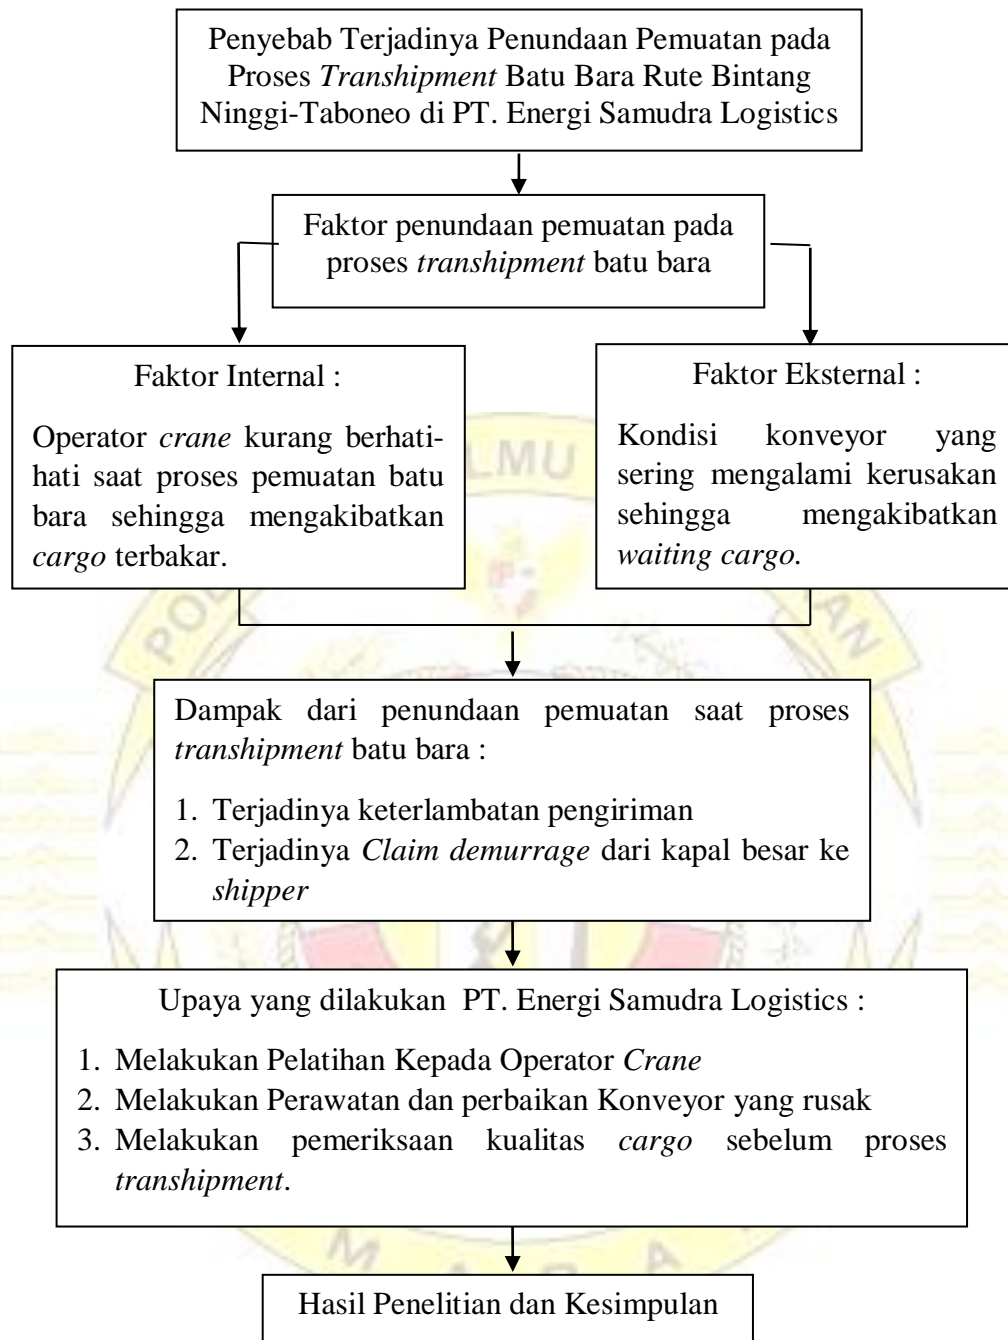 Penyebab Terjadinya Penundaan Pemuatan pada
Proses Transhipment Batu Bara Rute Bintang
Ninggi-Taboneo di PT. Energi Samudra Logistics
Faktor penundaan pemuatan pada
proses transhipment batu bara
Faktor Internal :
Operator crane kurang berhati-
hati saat proses pemuatan batu
bara sehingga mengakibatkan
cargo terbakar.
Faktor Eksternal :
Kondisi konveyor yang
sering mengalami kerusakan
sehingga mengakibatkan
waiting cargo.
LMU
Dampak dari penundaan pemuatan saat proses
transhipment batu bara :
1. Terjadinya keterlambatan pengiriman
2. Terjadinya Claim demurrage dari kapal besar ke
shipper
Upaya yang dilakukan PT. Energi Samudra Logistics :
1. Melakukan Pelatihan Kepada Operator Crane
2. Melakukan Perawatan dan perbaikan Konveyor yang rusak
3. Melakukan pemeriksaan kualitas cargo sebelum proses
transhipment.
Hasil Penelitian dan Kesimpulan